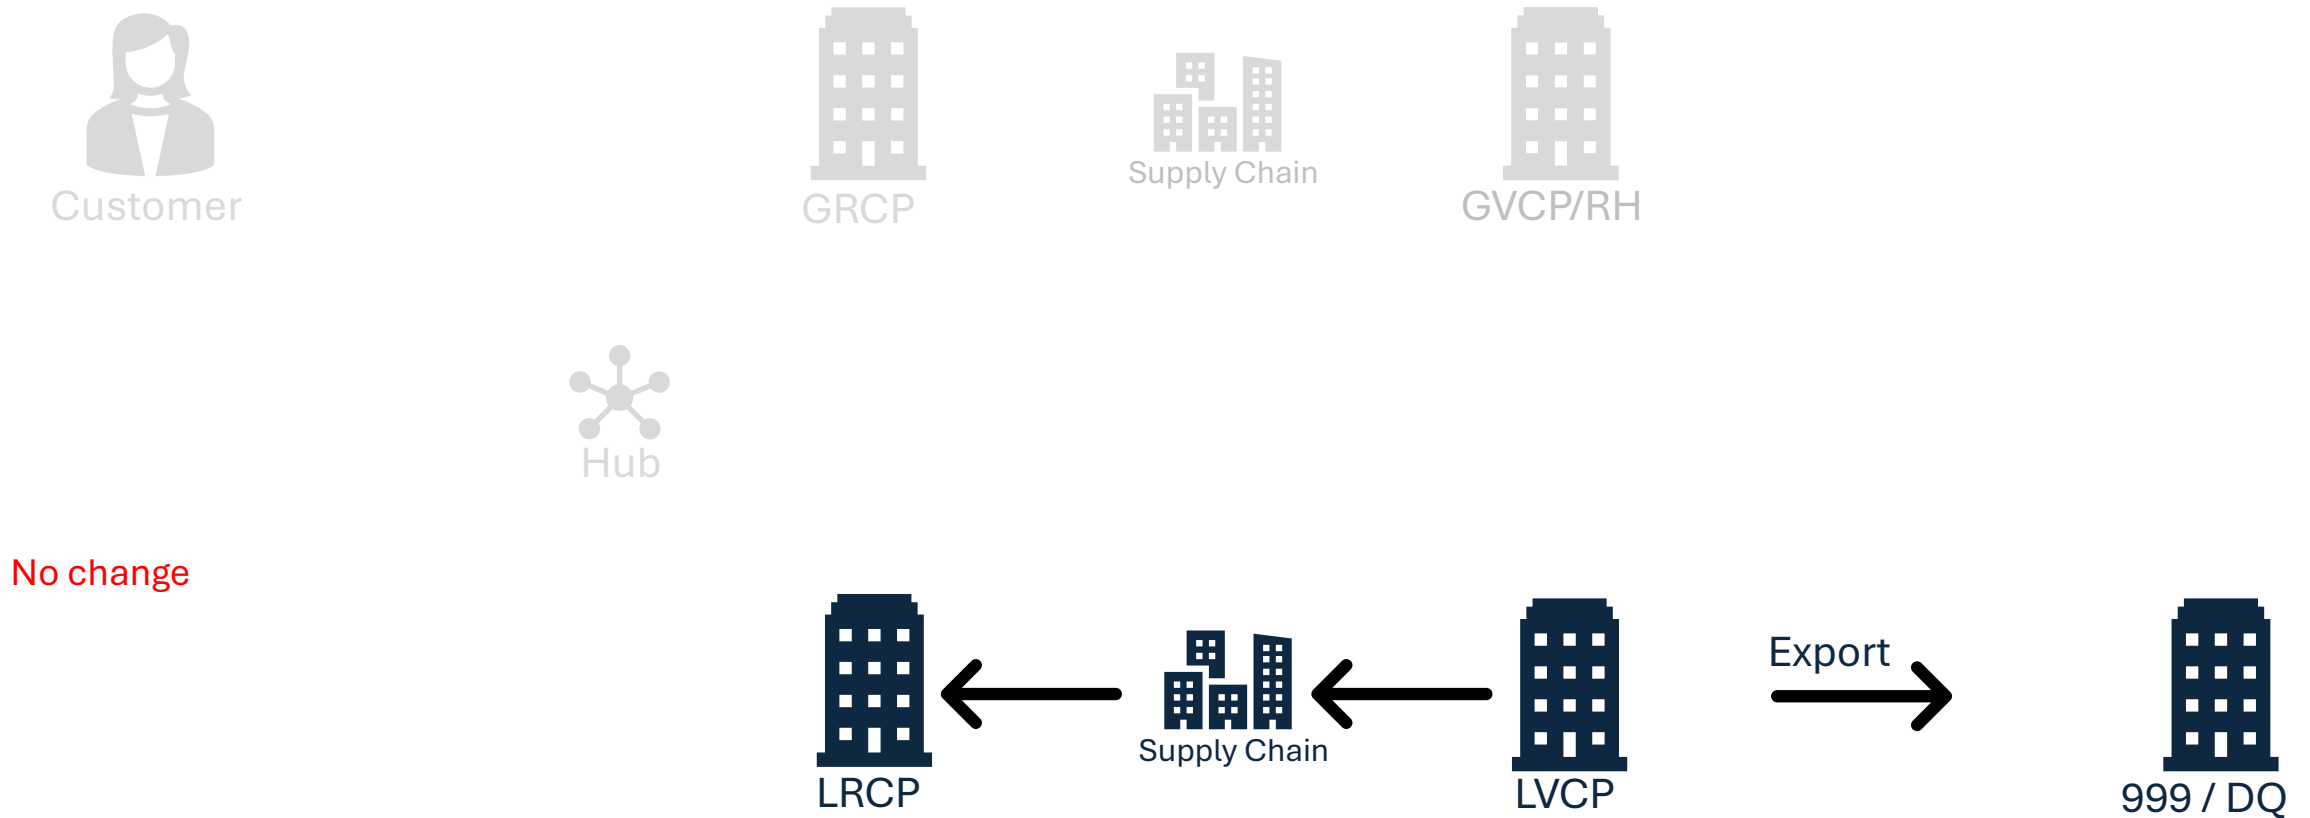 Customer
GRCP
Supply Chain
GVCP/RH
Hub
No change
Export
LRCP
Supply Chain
LVCP
999 / DQ